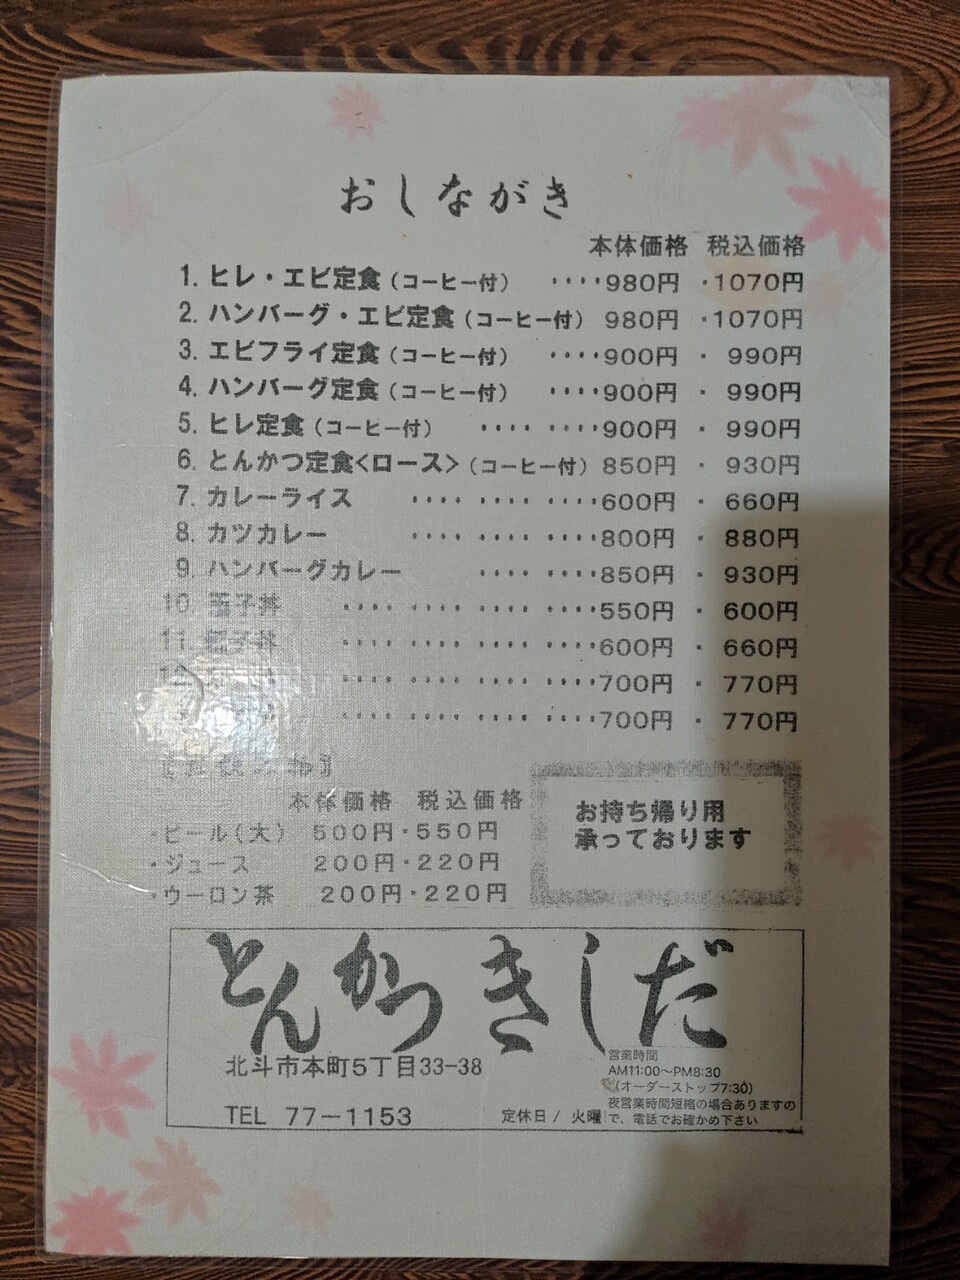 おしながき
本体価格 税込価格
1. ヒレ・エビ定食(コーヒー付) ････980円 ･1070円
2. ハンバーグ・エビ定食(コーヒー付) 980円 ･1070円
3. エビフライ定食(コーヒー付) ････900円 ･ 990円
4. ハンバーグ定食(コーヒー付) ････900円 ･ 990円
5. ヒレ定食(コーヒー付) ････ ････900円 ･ 990円
6. とんかつ定食<ロース>(コーヒー付) 850円 ･ 930円
7. カレーライス ････ ････ ････600円 ･ 660円
8. カツカレー ････ ････ ････800円 ･ 880円
9. ハンバーグカレー ････ ････850円 ･ 930円
10. 玉子丼 ････ ････ ････ ････550円 ･ 600円
11. 親子丼 ････ ････ ････ ････600円 ･ 660円
12 ････ ････ ････ ････700円 ･ 770円
････ ････ ････ ････700円 ･ 770円
本体価格 税込価格
・ビール(大) 500円･550円
・ジュース 200円･220円
・ウーロン茶 200円･220円
お持ち帰り用
承っております
とんかつきしだ
北斗市本町5丁目33-38
TEL 77-1153
定休日/ 火曜
営業時間
AM11:00~PM8:30
(オーダーストップ7:30)
夜営業時間短縮の場合ありますの
で、電話でお確かめ下さい